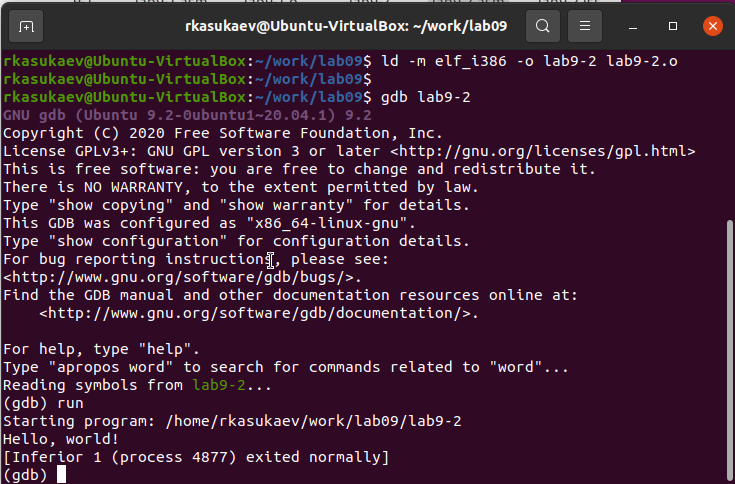 rkasukaev@Ubuntu-VirtualBox: ~/work/lab09
rkasukaev@Ubuntu-VirtualBox:~/work/lab09$ ld -m elf_i386 -o lab9-2 lab9-2.o
rkasukaev@Ubuntu-VirtualBox:~/work/lab09$
rkasukaev@Ubuntu-VirtualBox:~/work/lab09$ gdb lab9-2
GNU gdb (Ubuntu 9.2-0ubuntu1~20.04.1) 9.2
Copyright (C) 2020 Free Software Foundation, Inc.
License GPLv3+: GNU GPL version 3 or later <http://gnu.org/licenses/gpl.html>
This is free software: you are free to change and redistribute it.
There is NO WARRANTY, to the extent permitted by law.
Type "show copying" and "show warranty" for details.
This GDB was configured as "x86_64-linux-gnu".
Type "show configuration" for configuration details.
For bug reporting instructions, please see:
<http://www.gnu.org/software/gdb/bugs/>.
Find the GDB manual and other documentation resources online at:
    <http://www.gnu.org/software/gdb/documentation/>.

For help, type "help".
Type "apropos word" to search for commands related to "word"...
Reading symbols from lab9-2...
(gdb) run
Starting program: /home/rkasukaev/work/lab09/lab9-2
Hello, world!
[Inferior 1 (process 4877) exited normally]
(gdb)